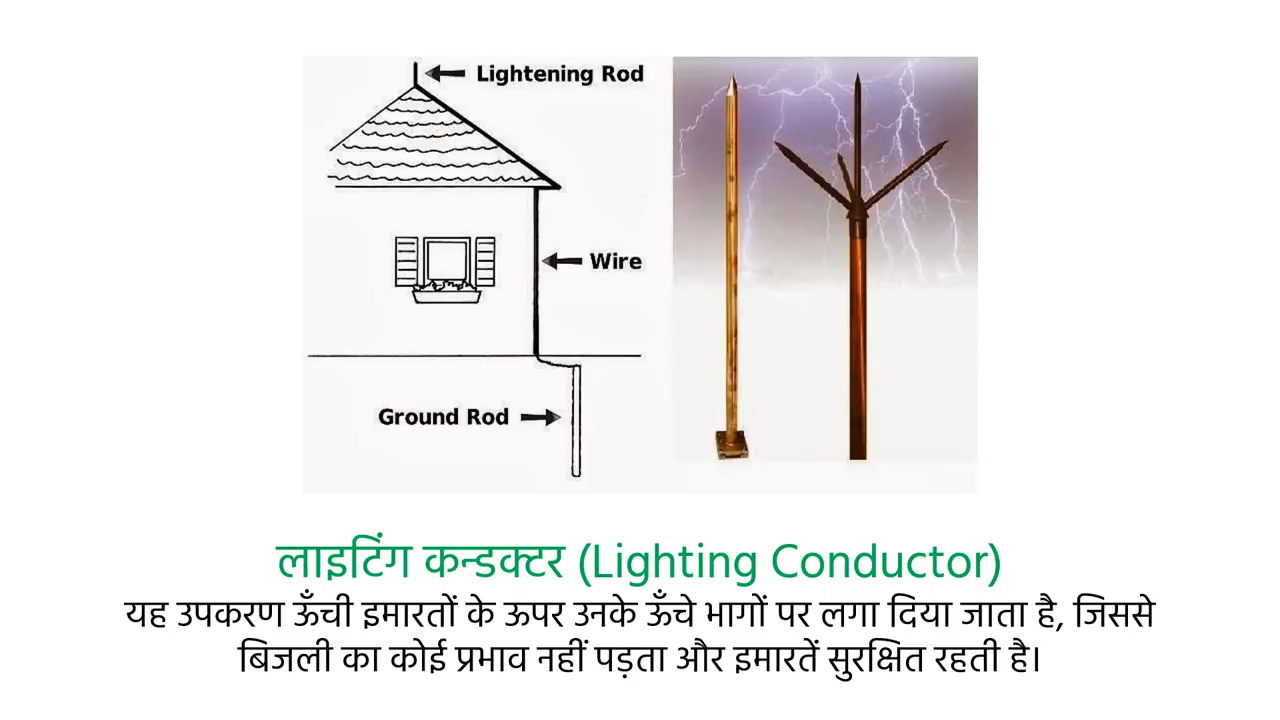 Lightening Rod
Wire
Ground Rod
लाइटिंग कन्डक्टर (Lighting Conductor)
यह उपकरण ऊँची इमारतों के ऊपर उनके ऊँचे भागों पर लगा दिया जाता है, जिससे
बिजली का कोई प्रभाव नहीं पड़ता और इमारतें सुरक्षित रहती है।